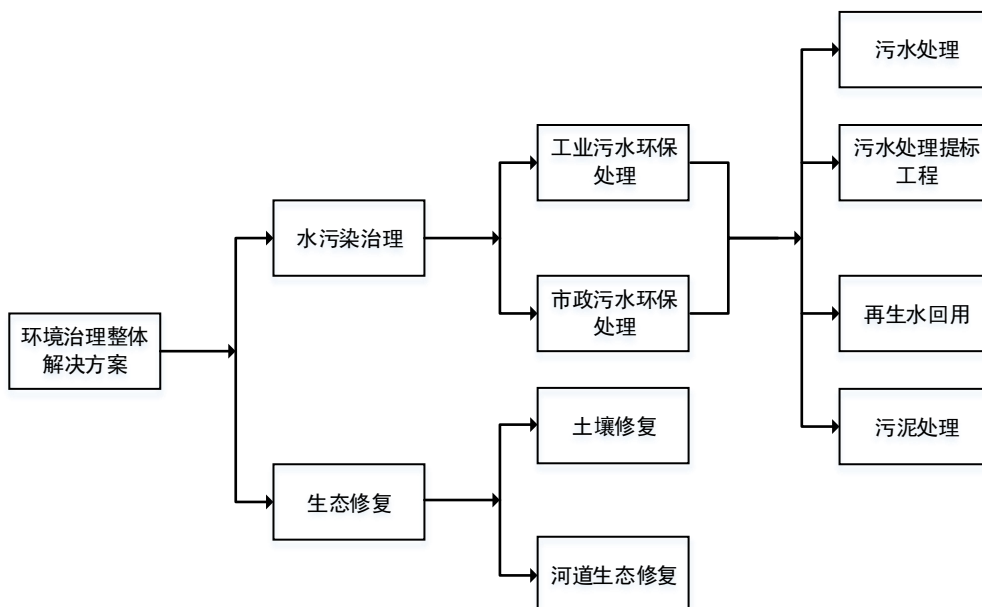 环境治理整体
解决方案
水污染治理
生态修复
工业污水环保
处理
市政污水环保
处理
土壤修复
河道生态修复
污水处理
污水处理提标
工程
再生水回用
污泥处理